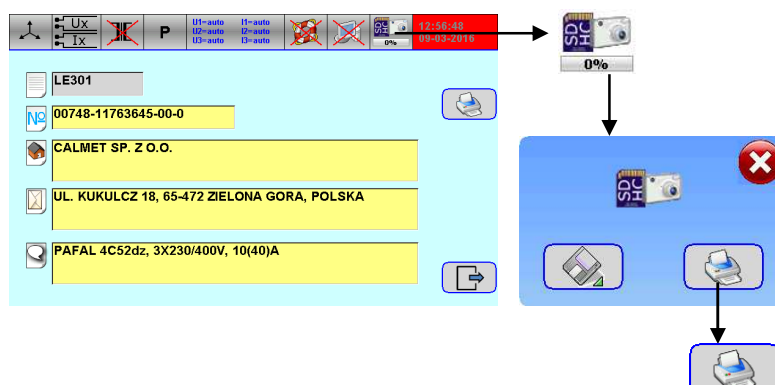 Ux
Ix
P
U1=auto I1=auto
U2=auto I2=auto
U3=auto I3=auto
SD HC
0%
12:56:48
09-03-2016
SD HC
0%
LE301
№ 00748-11763645-00-0
CALMET SP. Z O.O.
UL. KUKULCZ 18, 65-472 ZIELONA GORA, POLSKA
PAFAL 4C52dz, 3X230/400V, 10(40)A
SD HC